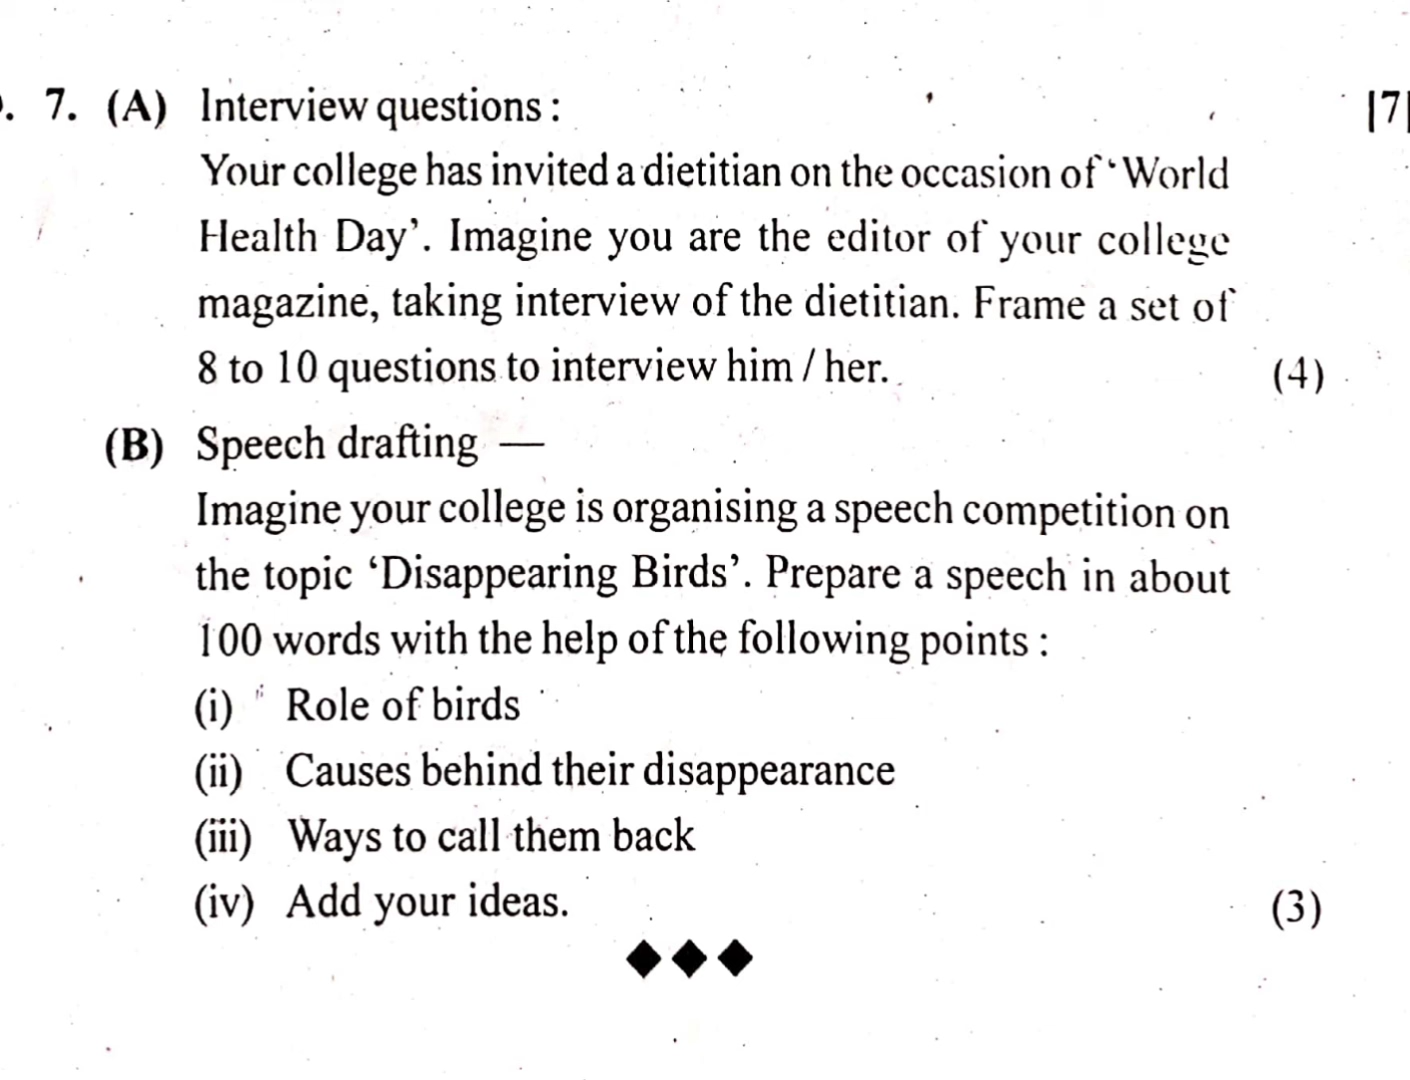 . 7. (A) Interview questions : [7]
Your college has invited a dietitian on the occasion of ‘World
Health Day’. Imagine you are the editor of your college
magazine, taking interview of the dietitian. Frame a set of
8 to 10 questions to interview him / her. (4)
(B) Speech drafting —
Imagine your college is organising a speech competition on
the topic ‘Disappearing Birds’. Prepare a speech in about
100 words with the help of the following points :
(i) Role of birds
(ii) Causes behind their disappearance
(iii) Ways to call them back
(iv) Add your ideas. (3)